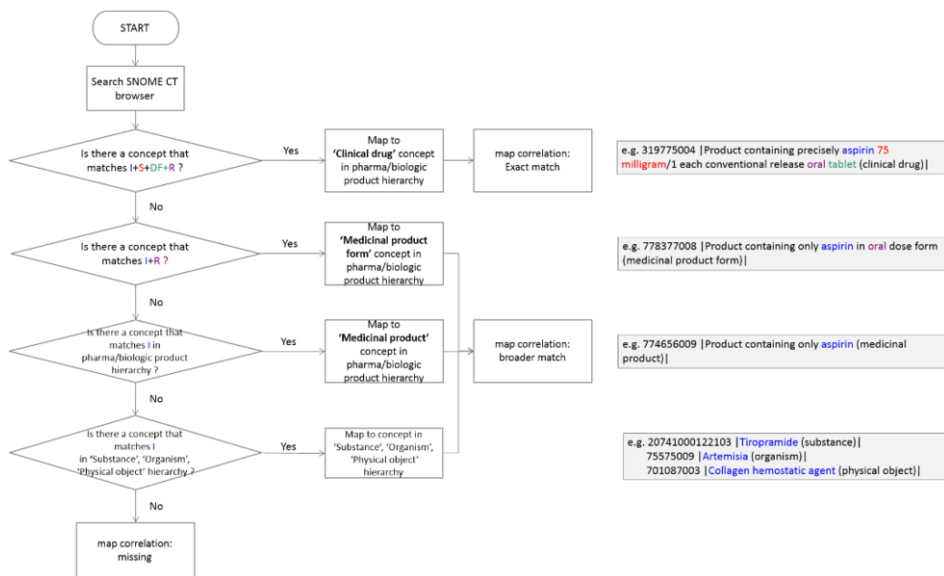 START
Search SNOME CT
browser
Is there a concept that
matches I+S+DF+R ?
Yes
Map to
‘Clinical drug’ concept
in pharma/biologic
product hierarchy
map correlation:
Exact match
e.g. 319775004 |Product containing precisely aspirin 75
milligram/1 each conventional release oral tablet (clinical drug)|
No
Is there a concept that
matches I+R ?
Yes
Map to
‘Medicinal product
form’ concept in
pharma/biologic
product hierarchy
e.g. 778377008 |Product containing only aspirin in oral dose form
(medicinal product form)|
No
Is there a concept that
matches I in
pharma/biologic product
hierarchy ?
Yes
Map to
‘Medicinal product’
concept in
pharma/biologic
product hierarchy
map correlation:
broader match
e.g. 774656009 |Product containing only aspirin (medicinal
product)|
No
Is there a concept that
matches I
in ‘Substance’, ‘Organism’,
‘Physical object’ hierarchy ?
Yes
Map to concept in
‘Substance’, ‘Organism’,
‘Physical object’
hierarchy
e.g. 20741000122103 |Tiropramide (substance)|
75575009 |Artemisia (organism)|
701087003 |Collagen hemostatic agent (physical object)|
No
map correlation:
missing